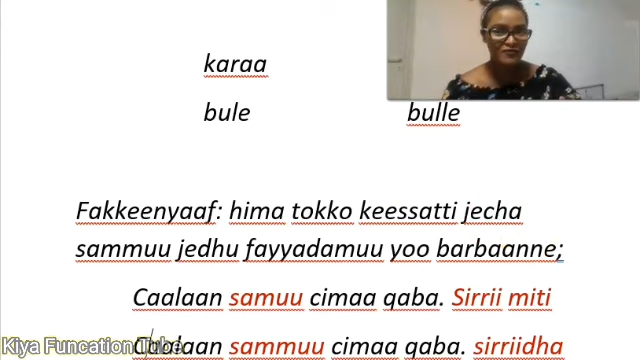 karaa
bule bulle
Fakkeenyaaf: hima tokko keessatti jecha
sammuu jedhu fayyadamuu yoo barbaanne;
Caalaan samuu cimaa qaba. Sirrii miti
Caalaan sammuu cimaa qaba. sirriidha
Kiya Funcation Tube